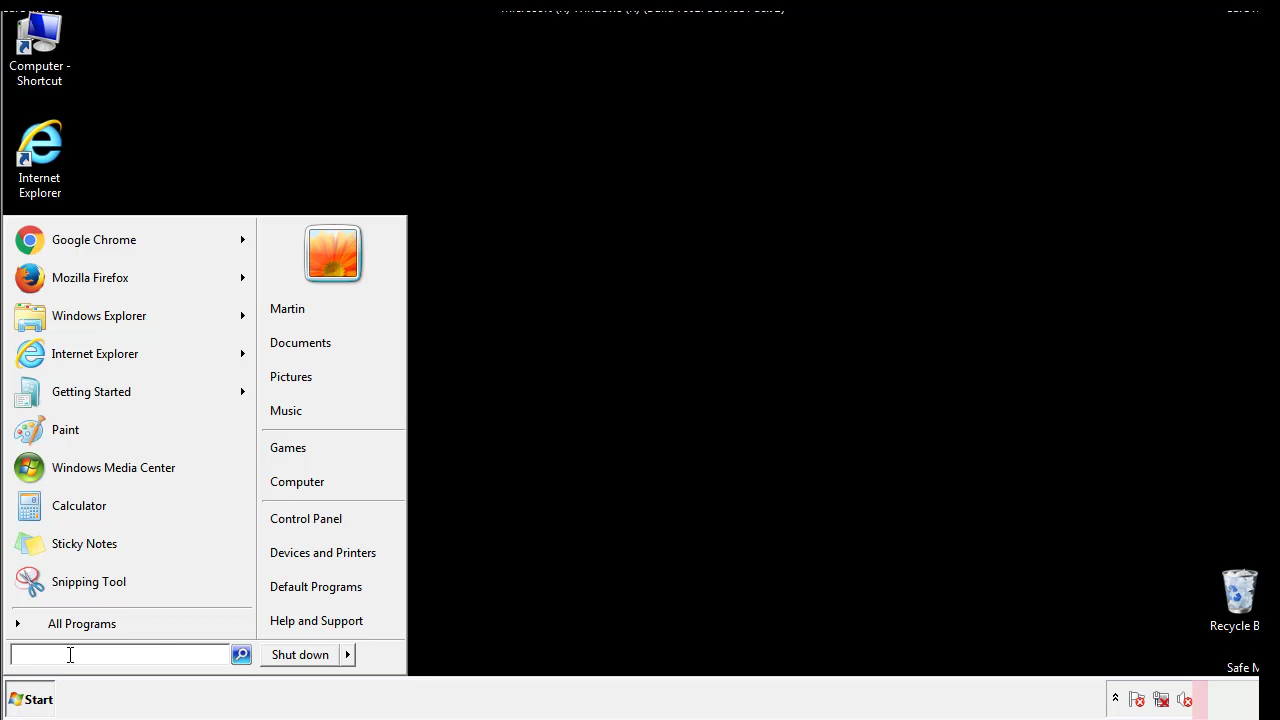 Computer -
Shortcut
Internet
Explorer
Google Chrome
Mozilla Firefox
Windows Explorer
Internet Explorer
Getting Started
Paint
Windows Media Center
Calculator
Sticky Notes
Snipping Tool
All Programs
Martin
Documents
Pictures
Music
Games
Computer
Control Panel
Devices and Printers
Default Programs
Help and Support
Shut down
Recycle B
Safe M
Start